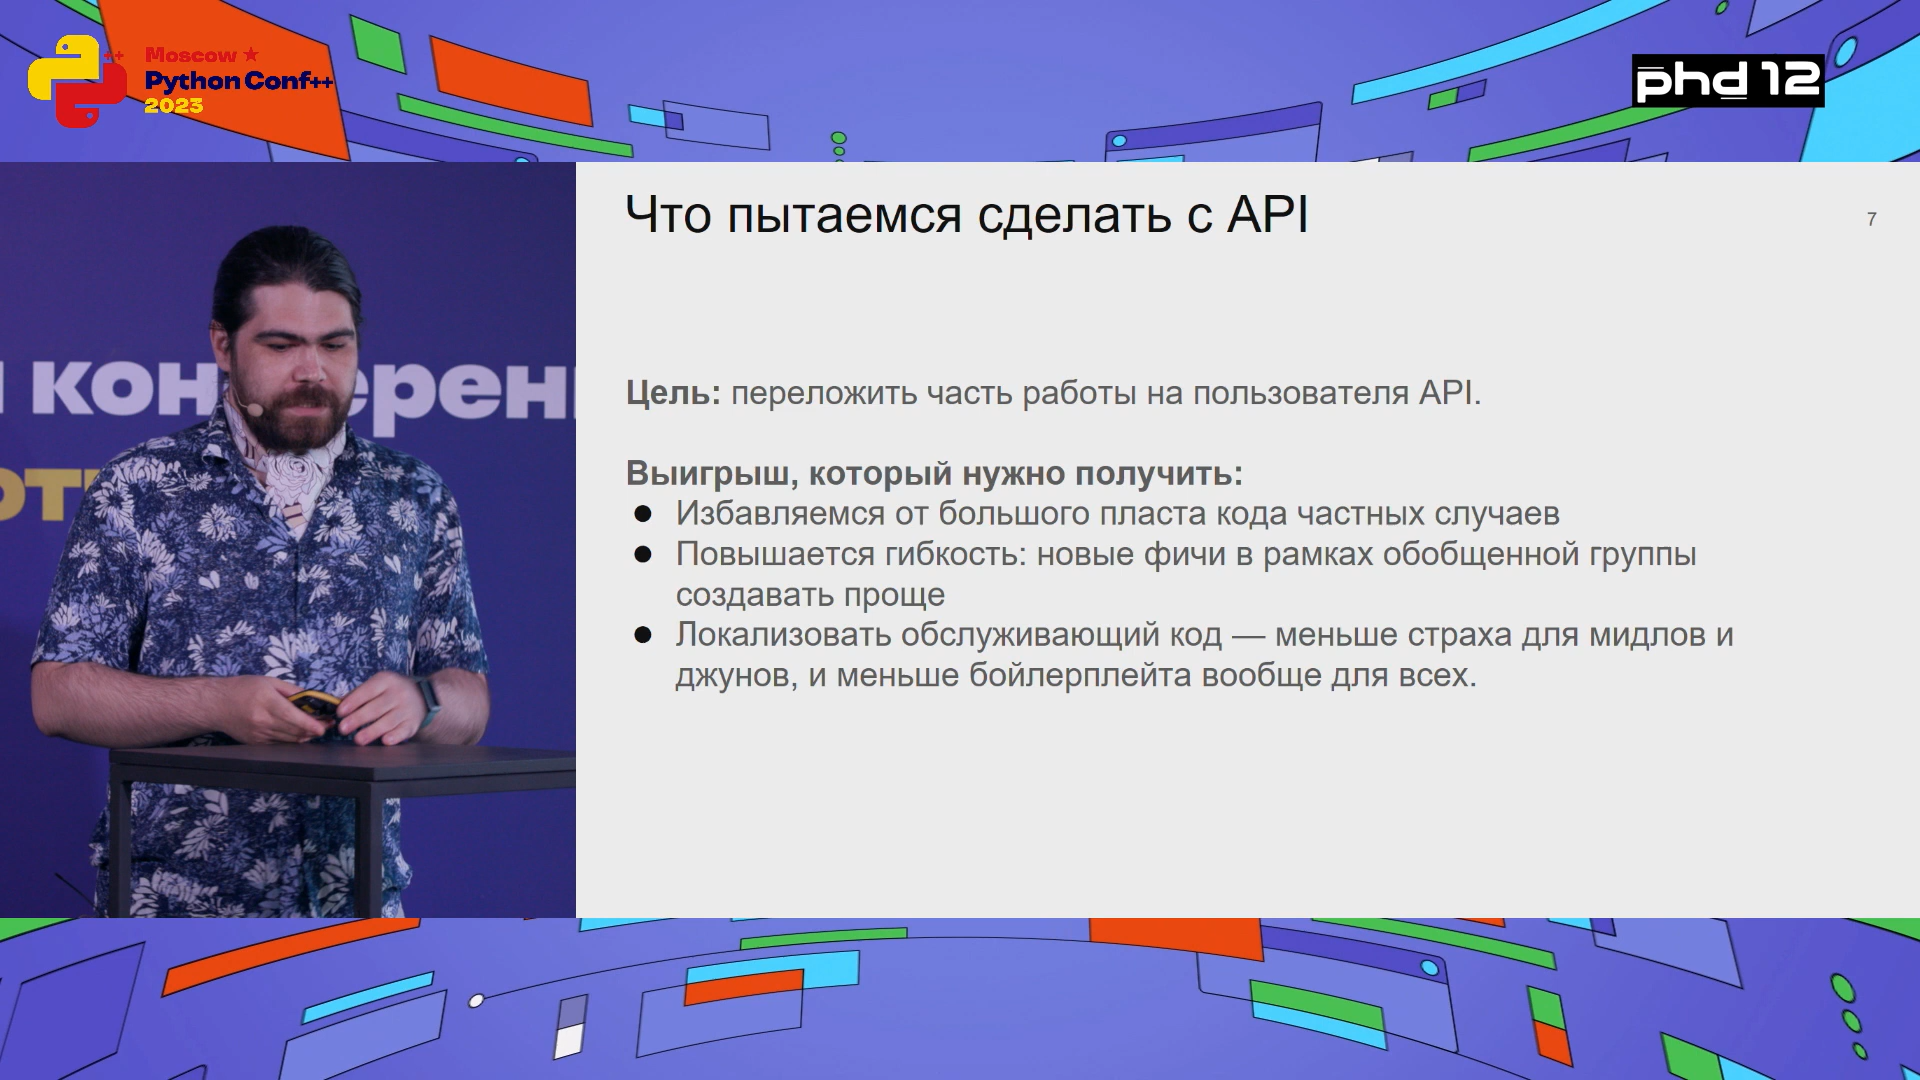 Moscow ★
Python Conf++
2023
phd 12
Что пытаемся сделать с API
7
Цель: переложить часть работы на пользователя API.
Выигрыш, который нужно получить:
● Избавляемся от большого пласта кода частных случаев
● Повышается гибкость: новые фичи в рамках обобщенной группы
создавать проще
● Локализовать обслуживающий код — меньше страха для мидлов и
джунов, и меньше бойлерплейта вообще для всех.